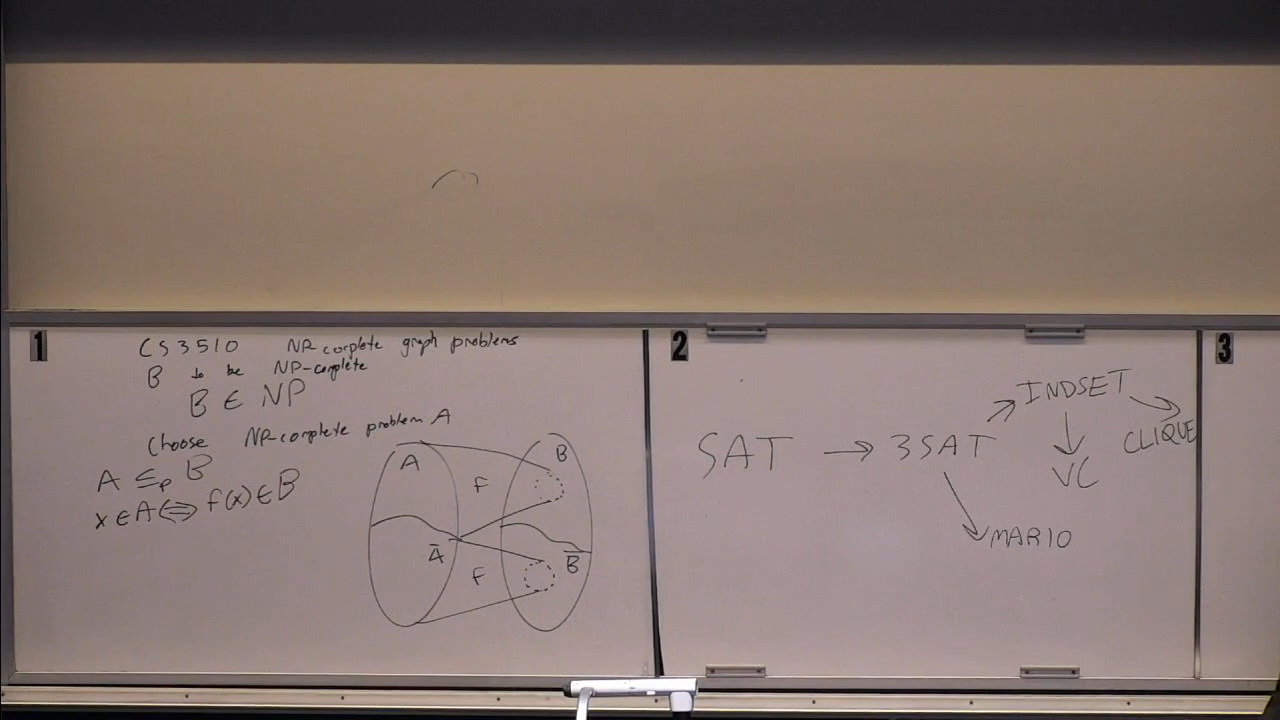 1
CS3510 NP-complete graph problems
B to be NP-complete
B ∈ NP
Choose NP-complete problem A
A ≤p B
x ∈ A ⟺ f(x) ∈ B
A
F
B
Ā
F
B̄
2
SAT → 3SAT
INDSET
VC
CLIQUE
MARIO
3